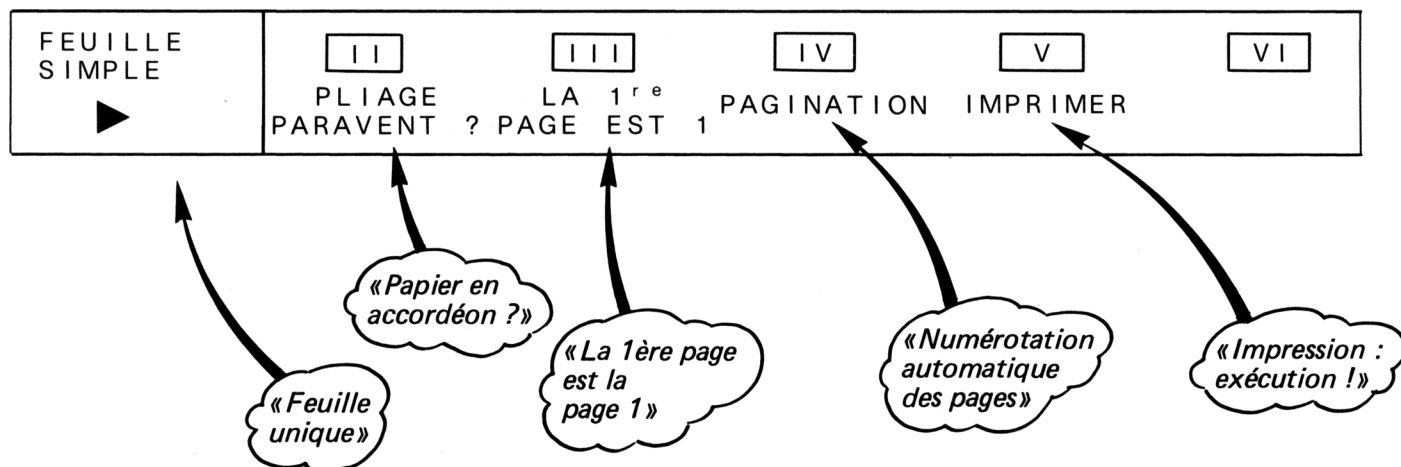 FEUILLE
SIMPLE
II
III
IV
V
VI
PLIAGE
PARAVENT ?
LA 1re
PAGE EST 1
PAGINATION
IMPRIMER
«Papier en
accordéon ?»
«La 1ère page
est la
page 1»
«Numérotation
automatique
des pages»
«Impression :
exécution !»
«Feuille
unique»